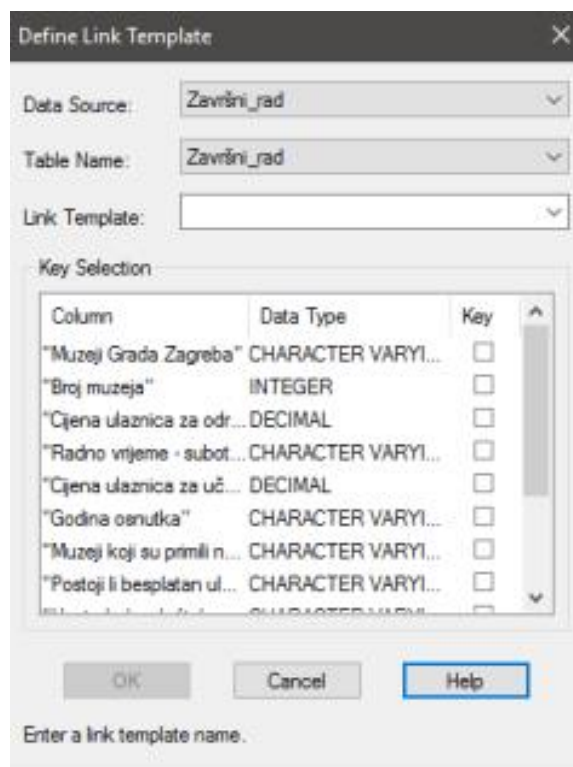 Define Link Template
Data Source: Završni_rad
Table Name: Završni_rad
Link Template:
Key Selection
Column Data Type Key
"Muzeji Grada Zagreba" CHARACTER VARYI...
"Broj muzeja" INTEGER
"Cijena ulaznica za odr... DECIMAL
"Radno vrijeme - subot... CHARACTER VARYI...
"Cijena ulaznica za uč... DECIMAL
"Godina osnutka" CHARACTER VARYI...
"Muzeji koji su primili n... CHARACTER VARYI...
"Postoji li besplatan ul... CHARACTER VARYI...
OK Cancel Help
Enter a link template name.